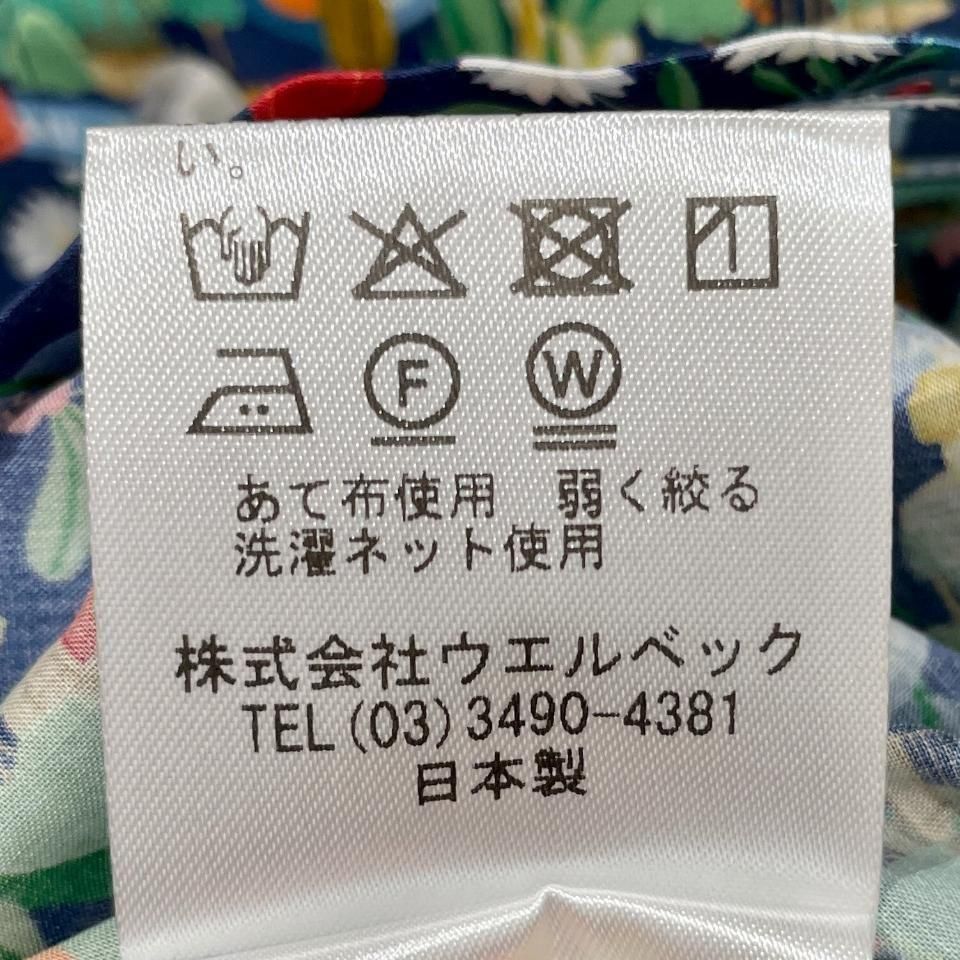 い。
F W
あて布使用 弱く絞る
洗濯ネット使用
株式会社ウエルベック
TEL(03)3490-4381
日本製